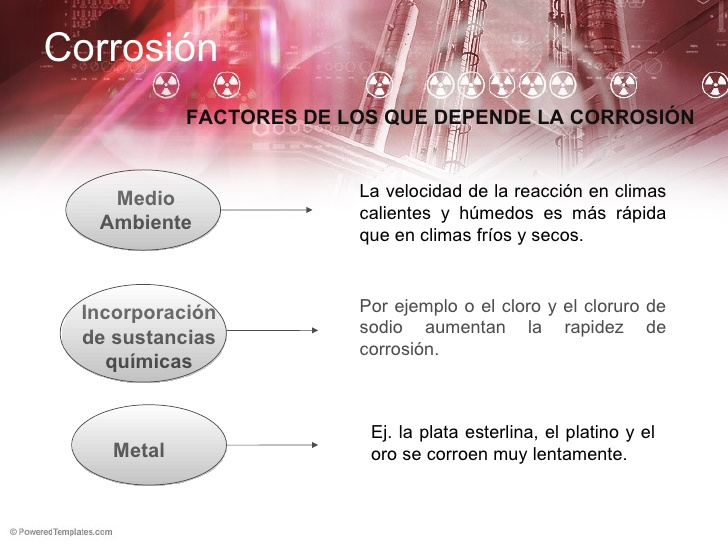 Corrosión
FACTORES DE LOS QUE DEPENDE LA CORROSIÓN
Medio
Ambiente
La velocidad de la reacción en climas
calientes y húmedos es más rápida
que en climas fríos y secos.
Incorporación
de sustancias
químicas
Por ejemplo o el cloro y el cloruro de
sodio aumentan la rapidez de
corrosión.
Metal
Ej. la plata esterlina, el platino y el
oro se corroen muy lentamente.
© PoweredTemplates.com